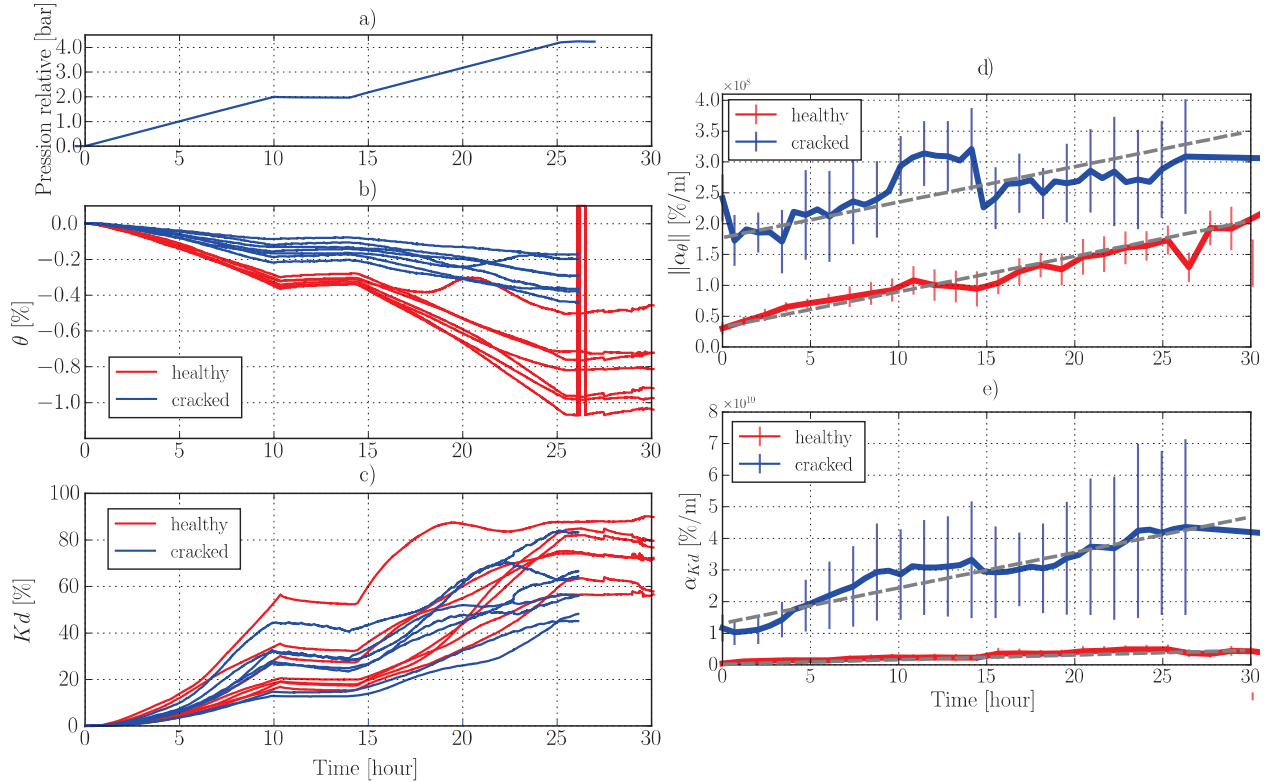 a)
Pression relative [bar]
4.0
3.0
2.0
1.0
0.0
0 5 10 15 20 25 30
b)
θ [%]
0.0
−0.2
−0.4
−0.6
−0.8
−1.0
healthy
cracked
0 5 10 15 20 25 30
c)
Kd [%]
100
80
60
40
20
0
healthy
cracked
0 5 10 15 20 25 30
Time [hour]
d)
×10⁸
||α_θ|| [%/m]
4.0
3.5
3.0
2.5
2.0
1.5
1.0
0.5
0.0
healthy
cracked
0 5 10 15 20 25 30
e)
×10¹⁰
α_Kd [%/m]
8
7
6
5
4
3
2
1
0
healthy
cracked
0 5 10 15 20 25 30
Time [hour]